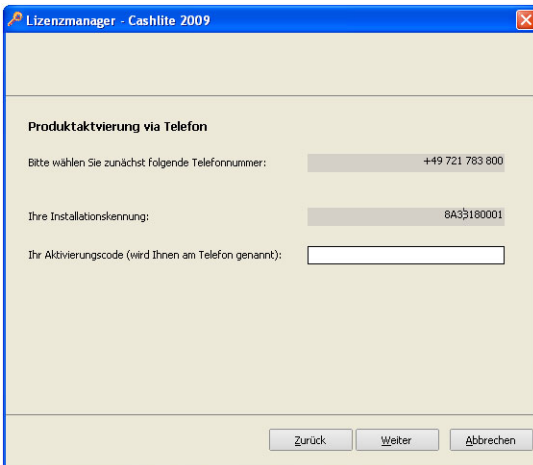 Lizenzmanager - Cashlite 2009
Produktaktvierung via Telefon
Bitte wählen Sie zunächst folgende Telefonnummer: +49 721 783 800
Ihre Installationskennung: 8A33180001
Ihr Aktivierungscode (wird Ihnen am Telefon genannt):
Zurück Weiter Abbrechen